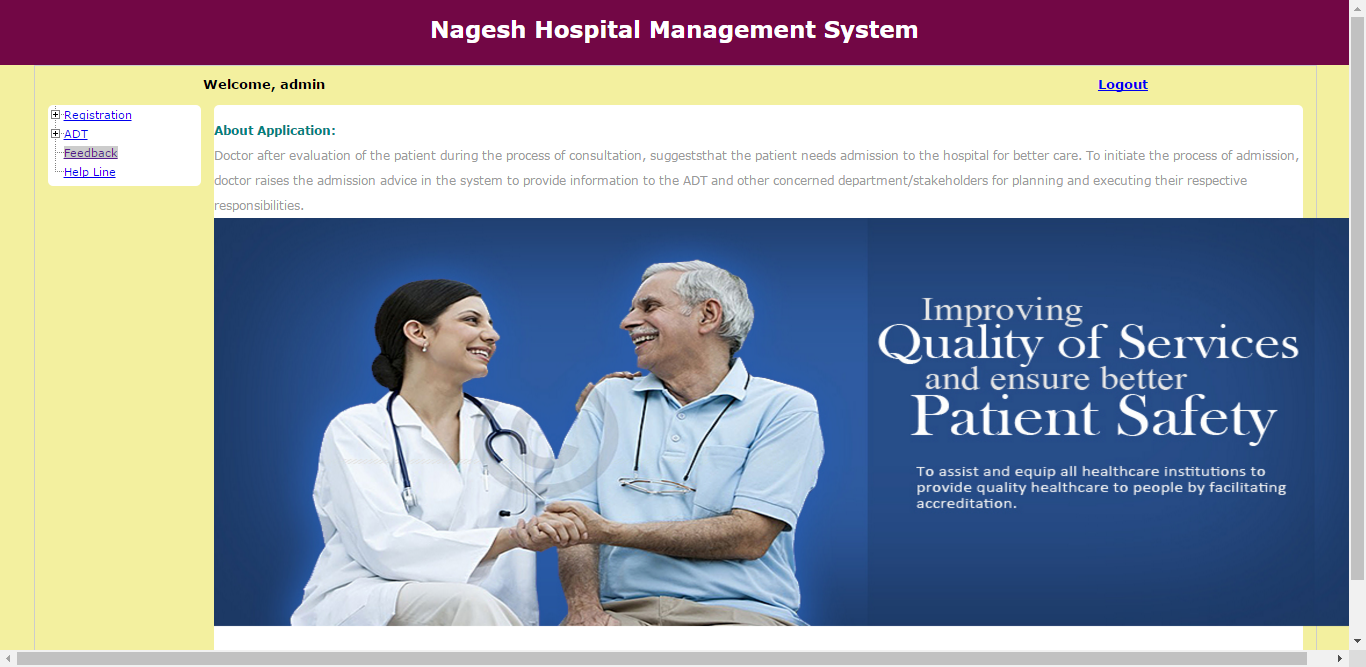 Nagesh Hospital Management System
Welcome, admin
Logout
Registration
ADT
Feedback
Help Line
About Application:
Doctor after evaluation of the patient during the process of consultation, suggeststhat the patient needs admission to the hospital for better care. To initiate the process of admission,
doctor raises the admission advice in the system to provide information to the ADT and other concerned department/stakeholders for planning and executing their respective
responsibilities.
Improving
Quality of Services
and ensure better
Patient Safety
To assist and equip all healthcare institutions to
provide quality healthcare to people by facilitating
accreditation.